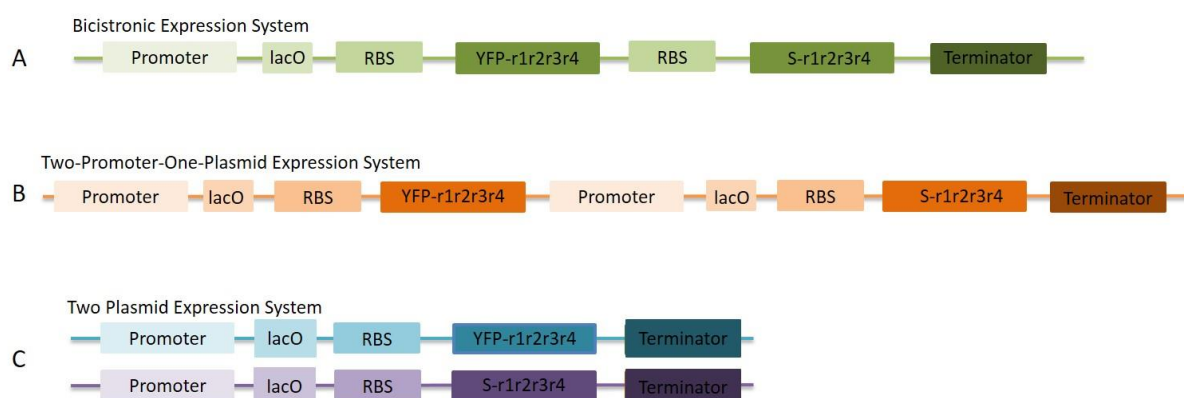 Bicistronic Expression System
A
Promoter lacO RBS YFP-r1r2r3r4 RBS S-r1r2r3r4 Terminator
Two-Promoter-One-Plasmid Expression System
B
Promoter lacO RBS YFP-r1r2r3r4 Promoter lacO RBS S-r1r2r3r4 Terminator
Two Plasmid Expression System
C
Promoter lacO RBS YFP-r1r2r3r4 Terminator
Promoter lacO RBS S-r1r2r3r4 Terminator